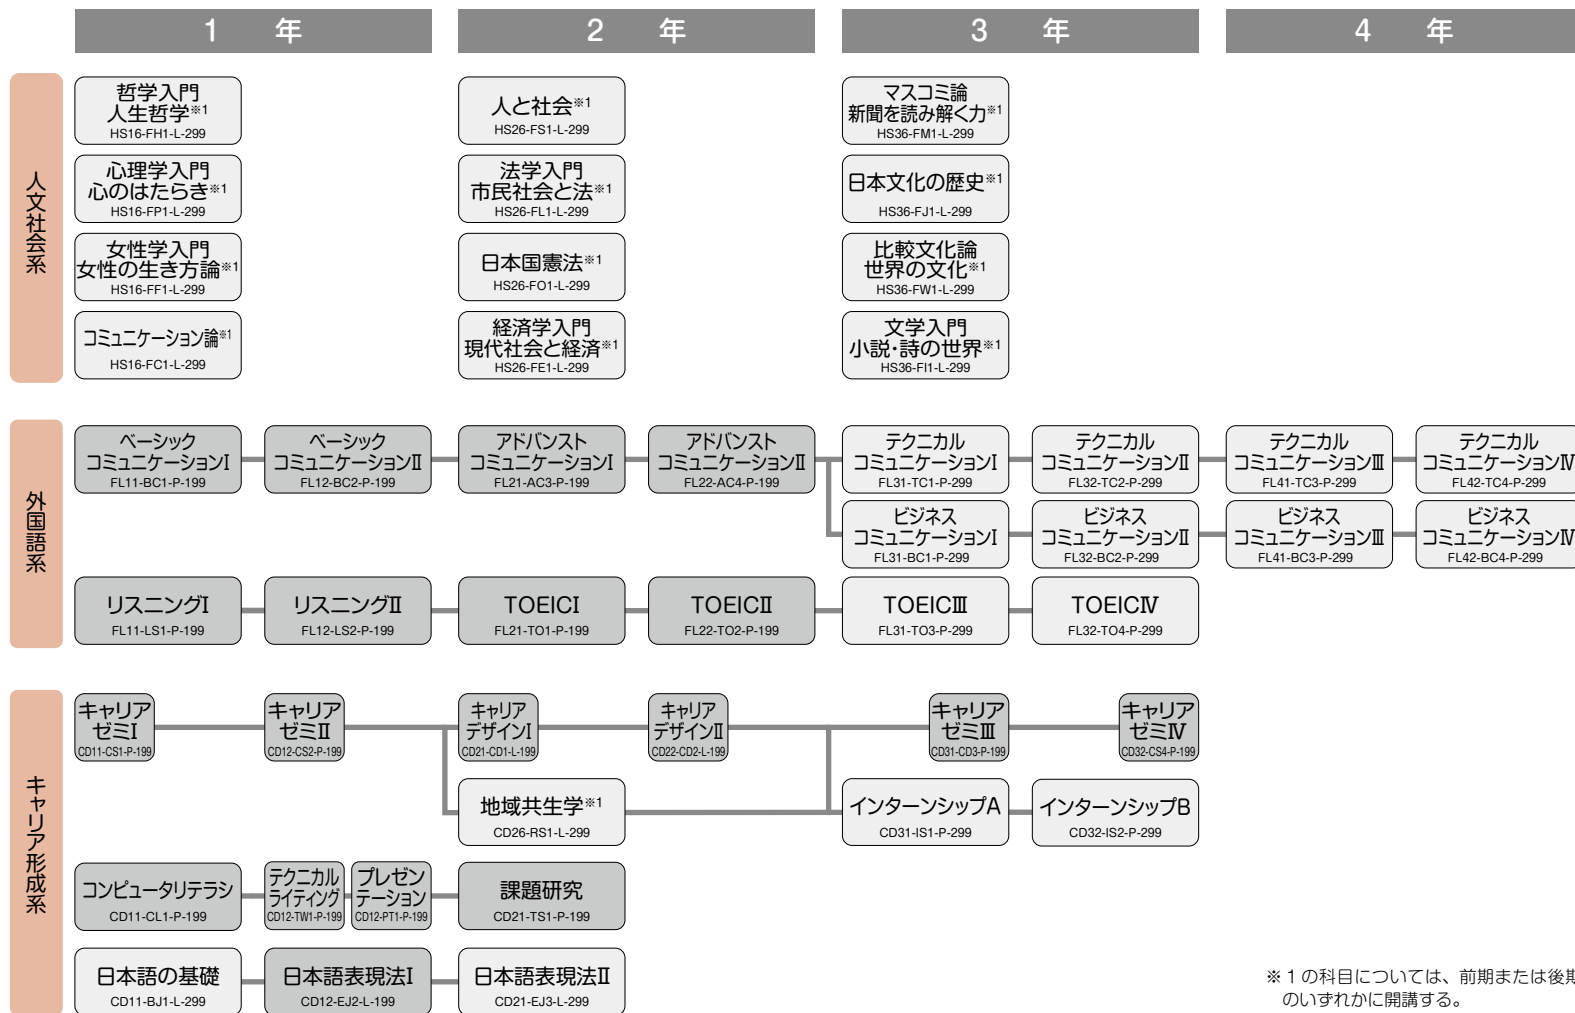 1 年
2 年
3 年
4 年
人文社会系
哲学入門
人生哲学※1
HS16-FH1-L-299
人と社会※1
HS26-FS1-L-299
マスコミ論
新聞を読み解く力※1
HS36-FM1-L-299
心理学入門
心のはたらき※1
HS16-FP1-L-299
法学入門
市民社会と法※1
HS26-FL1-L-299
日本文化の歴史※1
HS36-FJ1-L-299
女性学入門
女性の生き方論※1
HS16-FF1-L-299
日本国憲法※1
HS26-FO1-L-299
比較文化論
世界の文化※1
HS36-FW1-L-299
コミュニケーション論※1
HS16-FC1-L-299
経済学入門
現代社会と経済※1
HS26-FE1-L-299
文学入門
小説・詩の世界※1
HS36-FI1-L-299
外国語系
ベーシック
コミュニケーションⅠ
FL11-BC1-P-199
ベーシック
コミュニケーションⅡ
FL12-BC2-P-199
アドバンスト
コミュニケーションⅠ
FL21-AC3-P-199
アドバンスト
コミュニケーションⅡ
FL22-AC4-P-199
テクニカル
コミュニケーションⅠ
FL31-TC1-P-299
テクニカル
コミュニケーションⅡ
FL32-TC2-P-299
テクニカル
コミュニケーションⅢ
FL41-TC3-P-299
テクニカル
コミュニケーションⅣ
FL42-TC4-P-299
ビジネス
コミュニケーションⅠ
FL31-BC1-P-299
ビジネス
コミュニケーションⅡ
FL32-BC2-P-299
ビジネス
コミュニケーションⅢ
FL41-BC3-P-299
ビジネス
コミュニケーションⅣ
FL42-BC4-P-299
リスニングⅠ
FL11-LS1-P-199
リスニングⅡ
FL12-LS2-P-199
TOEICⅠ
FL21-TO1-P-199
TOEICⅡ
FL22-TO2-P-199
TOEICⅢ
FL31-TO3-P-299
TOEICⅣ
FL32-TO4-P-299
キャリア形成系
キャリア
ゼミⅠ
CD11-CS1-P-199
キャリア
ゼミⅡ
CD12-CS2-P-199
キャリア
デザインⅠ
CD21-CD1-L-199
キャリア
デザインⅡ
CD22-CD2-L-199
キャリア
ゼミⅢ
CD31-CD3-P-199
キャリア
ゼミⅣ
CD32-CS4-P-199
地域共生学※1
CD26-RS1-L-299
インターンシップA
CD31-IS1-P-299
インターンシップB
CD32-IS2-P-299
コンピュータリテラシ
CD11-CL1-P-199
テクニカル
ライティング
CD12-TW1-P-199
プレゼン
テーション
CD12-PT1-P-199
課題研究
CD21-TS1-P-199
日本語の基礎
CD11-BJ1-L-299
日本語表現法Ⅰ
CD12-EJ2-L-199
日本語表現法Ⅱ
CD21-EJ3-L-299
※1の科目については、前期または後期
のいずれかに開講する。